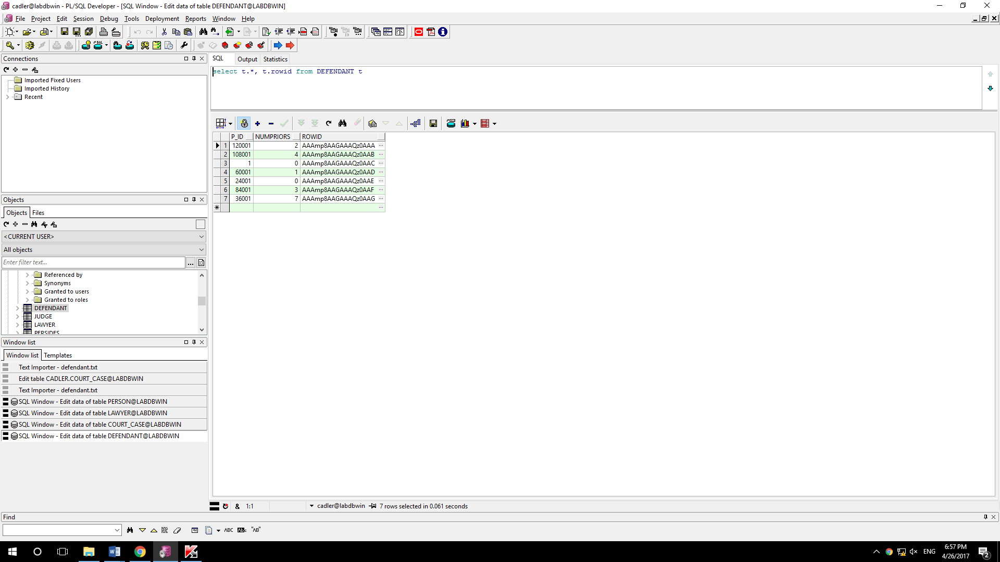 cadler@labdbwin - PL/SQL Developer - [SQL Window - Edit data of table DEFENDANT@LABDBWIN]
File Project Edit Session Debug Tools Deployment Reports Window Help
Connections
Imported Fixed Users
Imported History
Recent
Objects
Objects Files
<CURRENT USER>
All objects
Enter filter text...
Referenced by
Synonyms
Granted to users
Granted to roles
DEFENDANT
JUDGE
LAWYER
PERSIDES
Window list
Window list Templates
Text Importer - defendant.txt
Edit table CADLER.COURT_CASE@LABDBWIN
Text Importer - defendant.txt
SQL Window - Edit data of table PERSON@LABDBWIN
SQL Window - Edit data of table LAWYER@LABDBWIN
SQL Window - Edit data of table COURT_CASE@LABDBWIN
SQL Window - Edit data of table DEFENDANT@LABDBWIN
SQL Output Statistics
select t.*, t.rowid from DEFENDANT t
P_ID NUMPRIORS ROWID
1 120001 2 AAAmp8AAGAAAQz0AAA ...
2 108001 4 AAAmp8AAGAAAQz0AAB ...
3 1 0 AAAmp8AAGAAAQz0AAC ...
4 60001 1 AAAmp8AAGAAAQz0AAD ...
5 24001 0 AAAmp8AAGAAAQz0AAE ...
6 84001 3 AAAmp8AAGAAAQz0AAF ...
7 36001 7 AAAmp8AAGAAAQz0AAG ...
...
& 1:1 cadler@labdbwin 7 rows selected in 0.061 seconds
Find
ABC "AB"
ENG
6:57 PM
4/26/2017
2